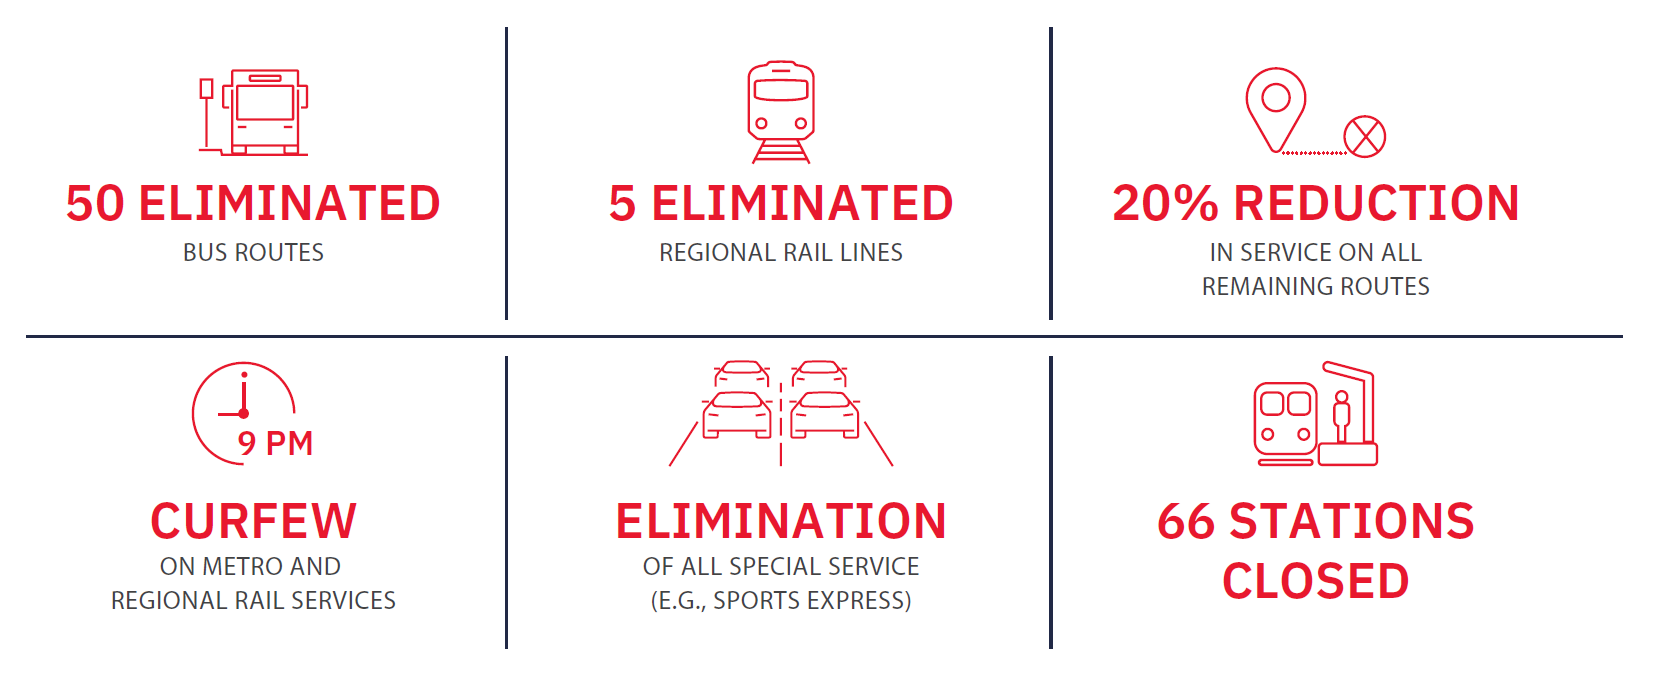 50 ELIMINATED
BUS ROUTES
5 ELIMINATED
REGIONAL RAIL LINES
20% REDUCTION
IN SERVICE ON ALL
REMAINING ROUTES
9 PM
CURFEW
ON METRO AND
REGIONAL RAIL SERVICES
ELIMINATION
OF ALL SPECIAL SERVICE
(E.G., SPORTS EXPRESS)
66 STATIONS
CLOSED